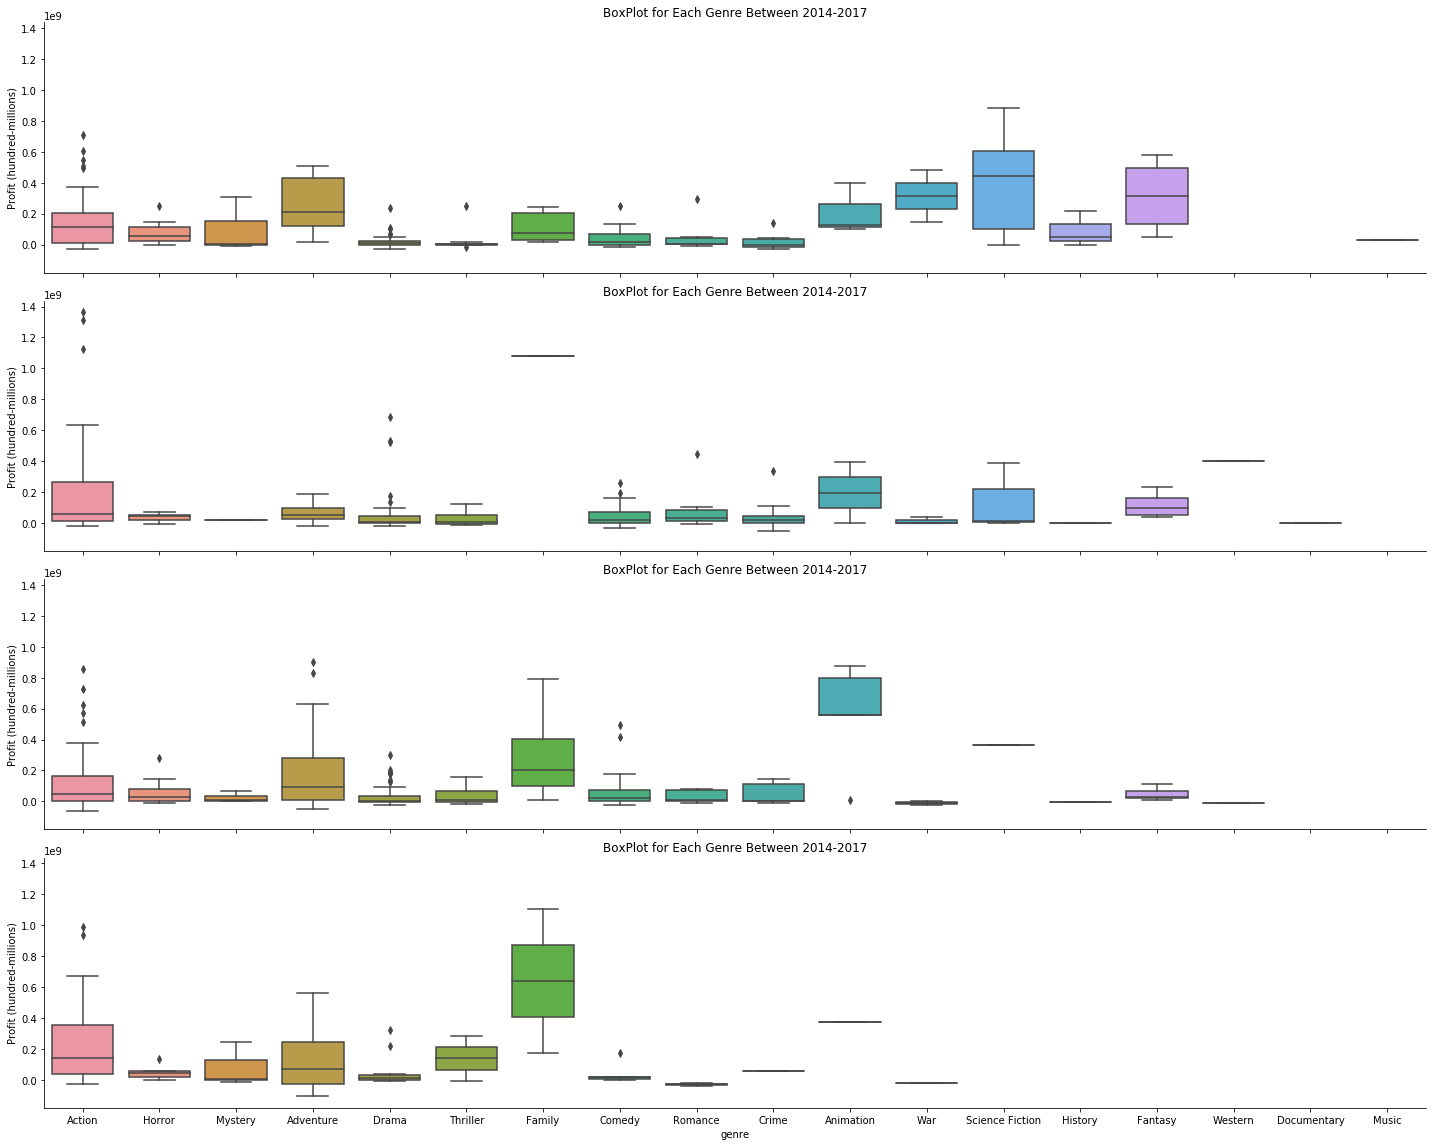 BoxPlot for Each Genre Between 2014-2017
1e9
1.4
1.2
1.0
0.8
0.6
0.4
0.2
0.0
Profit (hundred-millions)
BoxPlot for Each Genre Between 2014-2017
1e9
1.4
1.2
1.0
0.8
0.6
0.4
0.2
0.0
Profit (hundred-millions)
BoxPlot for Each Genre Between 2014-2017
1e9
1.4
1.2
1.0
0.8
0.6
0.4
0.2
0.0
Profit (hundred-millions)
BoxPlot for Each Genre Between 2014-2017
1e9
1.4
1.2
1.0
0.8
0.6
0.4
0.2
0.0
Profit (hundred-millions)
Action Horror Mystery Adventure Drama Thriller Family Comedy Romance Crime Animation War Science Fiction History Fantasy Western Documentary Music
genre